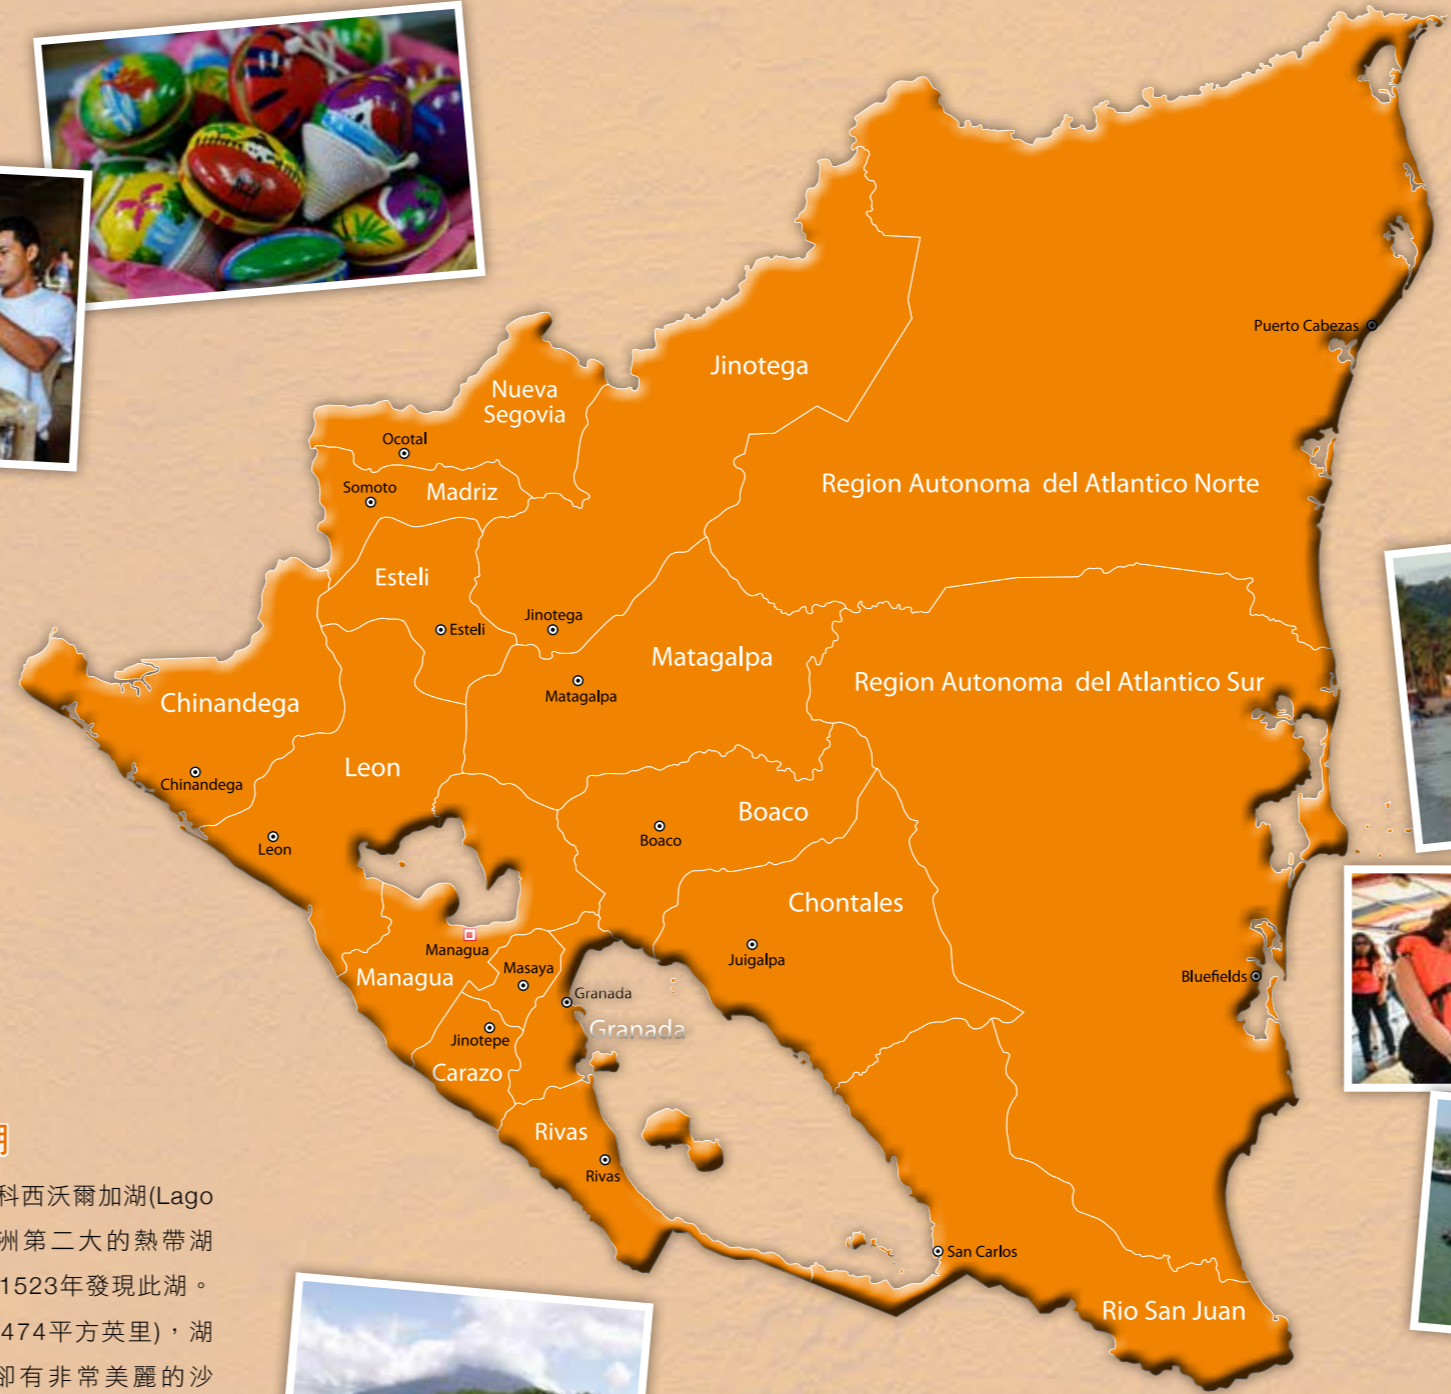 Puerto Cabezas
Jinotega
Nueva
Segovia
Ocotal
Region Autonoma del Atlantico Norte
Somoto
Madriz
Esteli
Jinotega
Esteli
Matagalpa
Region Autonoma del Atlantico Sur
Matagalpa
Chinandega
Leon
Chinandega
Boaco
Boaco
Leon
Chontales
Managua
Juigalpa
Masaya
Managua
Bluefields
Granada
Granada
Jinotepe
Carazo
Rivas
Rivas
San Carlos
Rio San Juan
科西沃爾加湖(Lago
洲第二大的熱帶湖
1523年發現此湖。
474平方英里)，湖
卻有非常美麗的沙